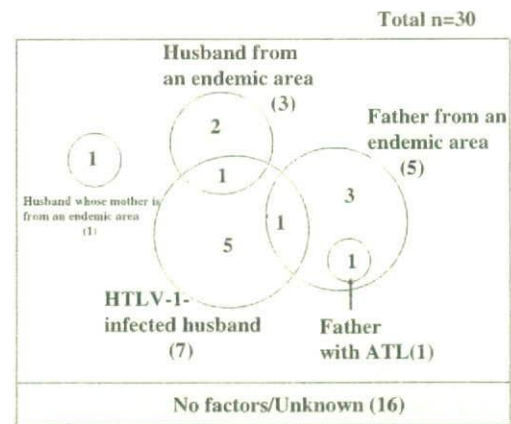 Total n=30
Husband from
an endemic area
(3)
2
Father from an
endemic area
(5)
1
1
Husband whose mother is
from an endemic area
(1)
3
1
5
1
HTLV-1-
infected husband
(7)
Father
with ATL(1)
No factors/Unknown (16)